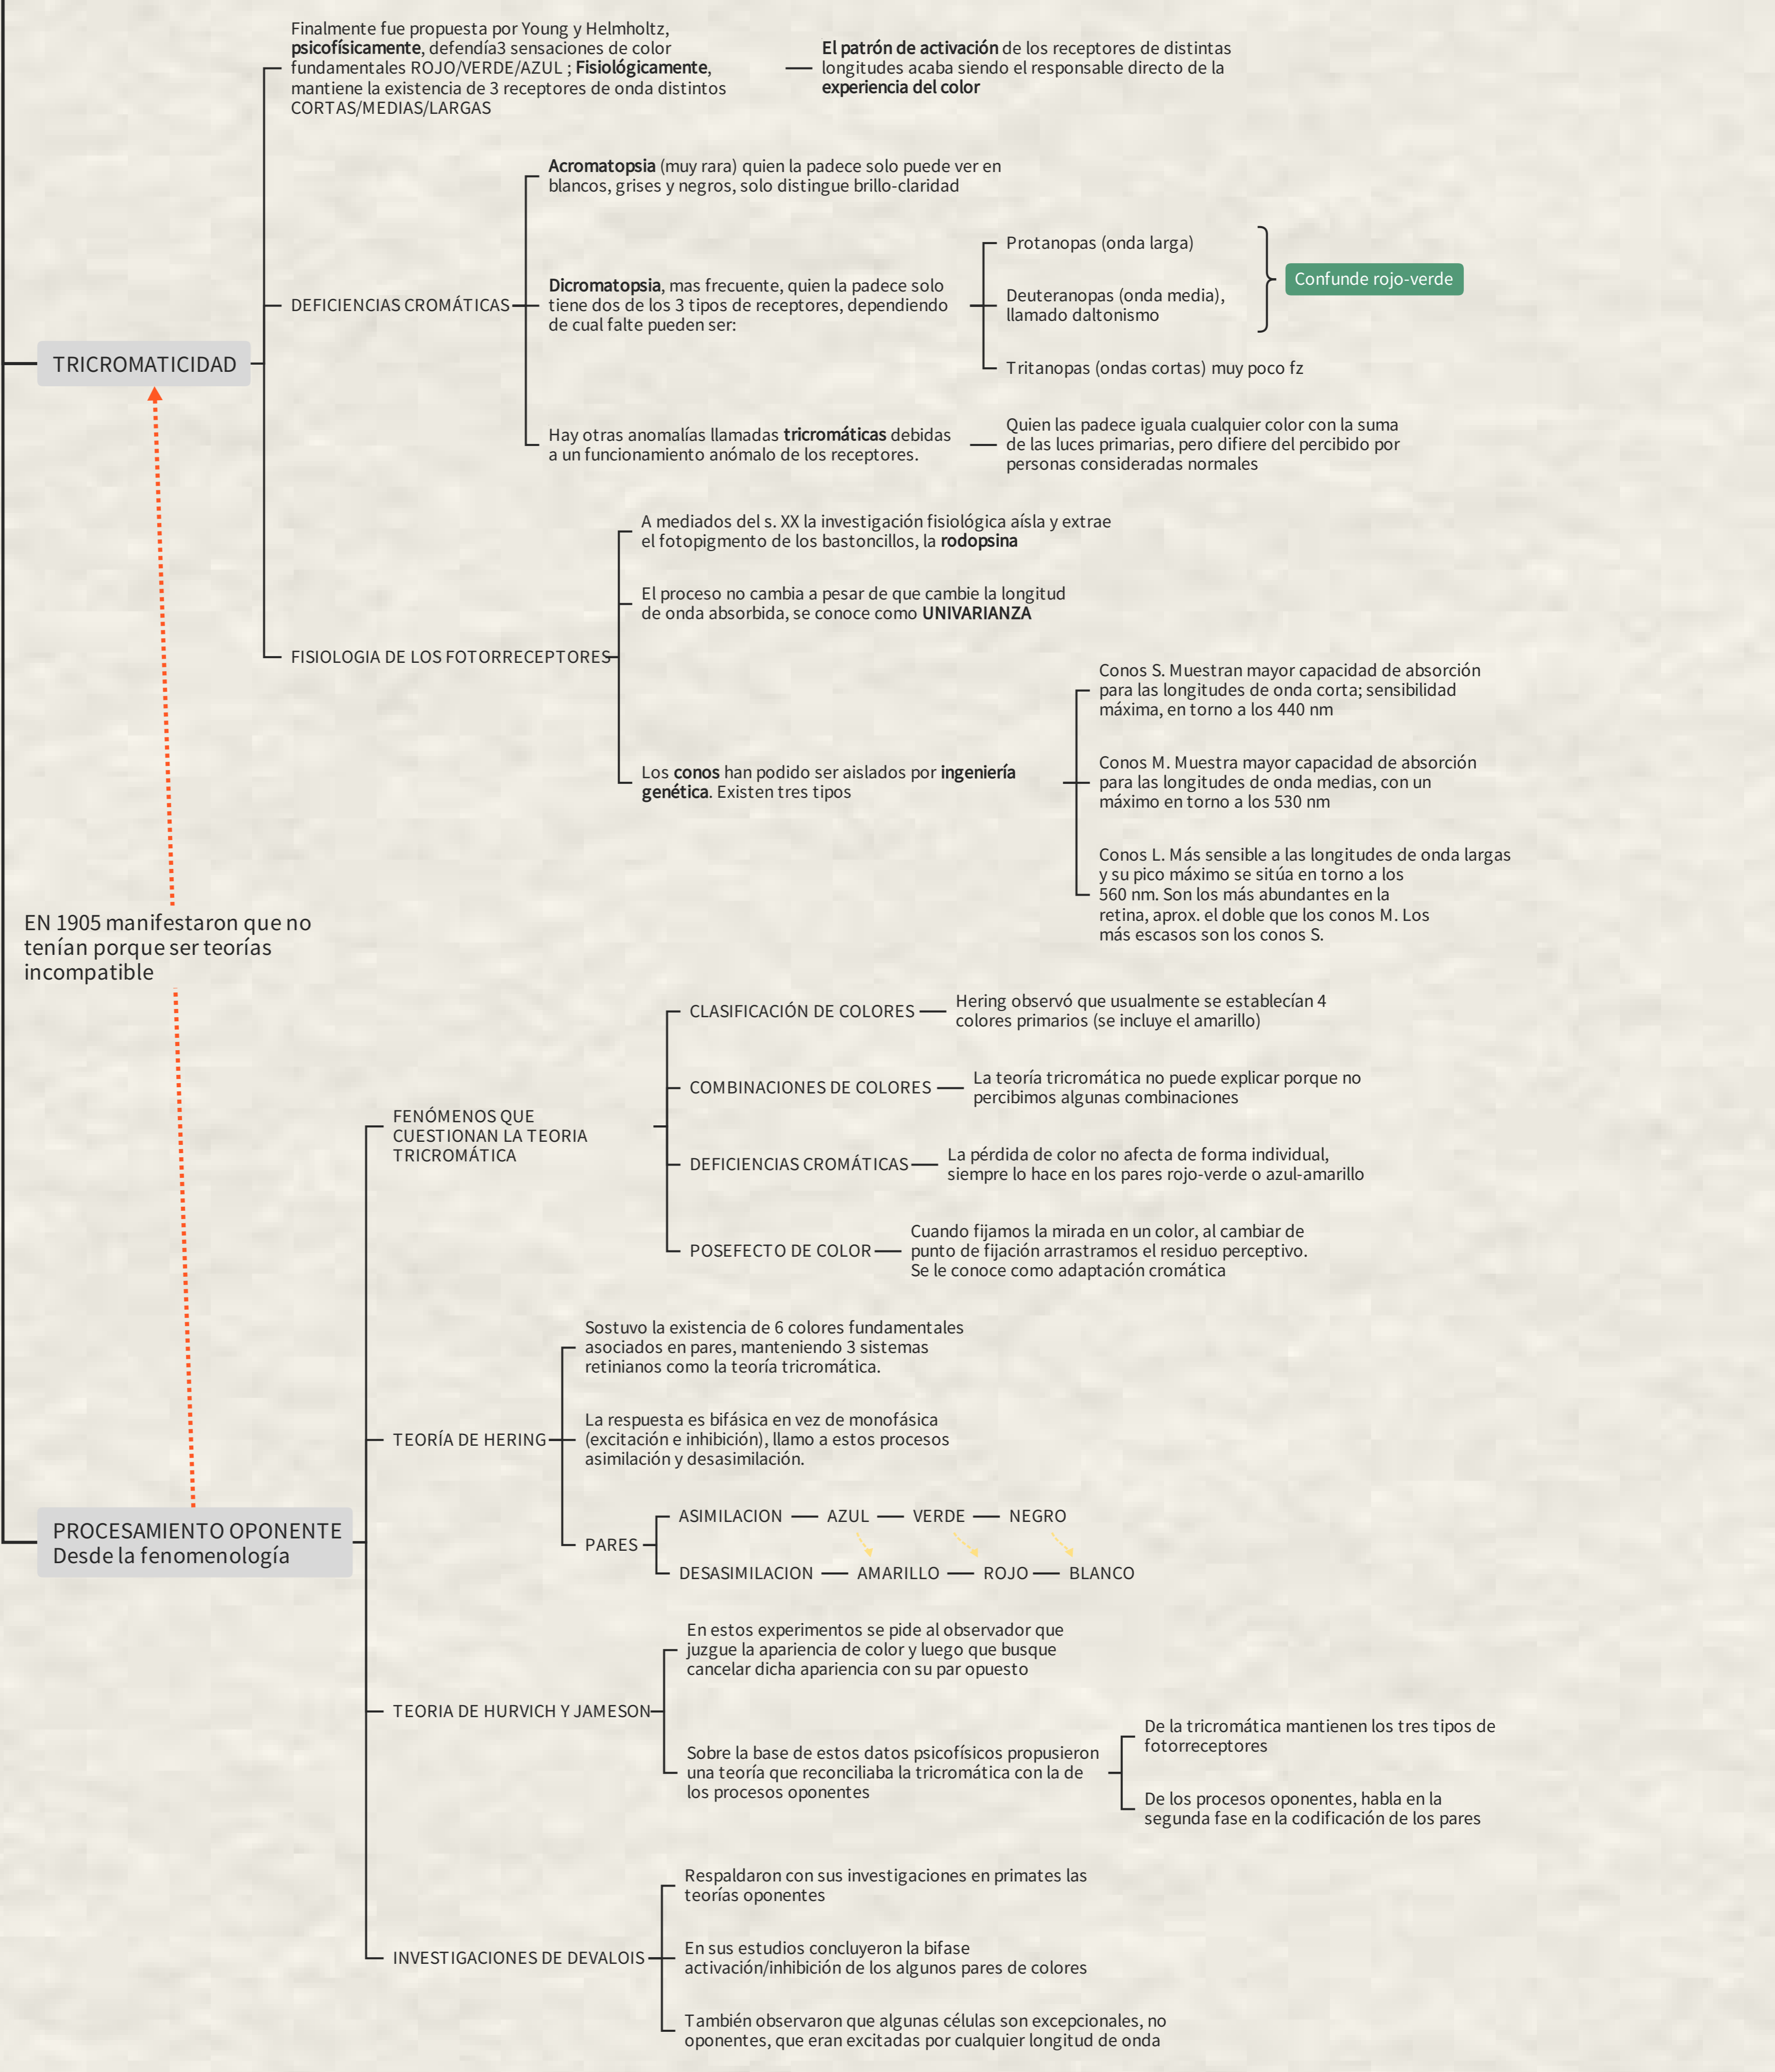 Finalmente fue propuesta por Young y Helmholtz,
psicofísicamente, defendía3 sensaciones de color
fundamentales ROJO/VERDE/AZUL ; Fisiológicamente,
mantiene la existencia de 3 receptores de onda distintos
CORTAS/MEDIAS/LARGAS
El patrón de activación de los receptores de distintas
longitudes acaba siendo el responsable directo de la
experiencia del color
Acromatopsia (muy rara) quien la padece solo puede ver en
blancos, grises y negros, solo distingue brillo-claridad
DEFICIENCIAS CROMÁTICAS
Dicromatopsia, mas frecuente, quien la padece solo
tiene dos de los 3 tipos de receptores, dependiendo
de cual falte pueden ser:
Protanopas (onda larga)
Deuteranopas (onda media),
llamado daltonismo
Confunde rojo-verde
Tritanopas (ondas cortas) muy poco fz
TRICROMATICIDAD
Hay otras anomalías llamadas tricromáticas debidas
a un funcionamiento anómalo de los receptores.
Quien las padece iguala cualquier color con la suma
de las luces primarias, pero difiere del percibido por
personas consideradas normales
A mediados del s. XX la investigación fisiológica aísla y extrae
el fotopigmento de los bastoncillos, la rodopsina
El proceso no cambia a pesar de que cambie la longitud
de onda absorbida, se conoce como UNIVARIANZA
FISIOLOGIA DE LOS FOTORRECEPTORES
Los conos han podido ser aislados por ingeniería
genética. Existen tres tipos
Conos S. Muestran mayor capacidad de absorción
para las longitudes de onda corta; sensibilidad
máxima, en torno a los 440 nm
Conos M. Muestra mayor capacidad de absorción
para las longitudes de onda medias, con un
máximo en torno a los 530 nm
Conos L. Más sensible a las longitudes de onda largas
y su pico máximo se sitúa en torno a los
560 nm. Son los más abundantes en la
retina, aprox. el doble que los conos M. Los
más escasos son los conos S.
EN 1905 manifestaron que no
tenían porque ser teorías
incompatible
CLASIFICACIÓN DE COLORES
Hering observó que usualmente se establecían 4
colores primarios (se incluye el amarillo)
COMBINACIONES DE COLORES
La teoría tricromática no puede explicar porque no
percibimos algunas combinaciones
FENÓMENOS QUE
CUESTIONAN LA TEORIA
TRICROMÁTICA
DEFICIENCIAS CROMÁTICAS
La pérdida de color no afecta de forma individual,
siempre lo hace en los pares rojo-verde o azul-amarillo
POSEFECTO DE COLOR
Cuando fijamos la mirada en un color, al cambiar de
punto de fijación arrastramos el residuo perceptivo.
Se le conoce como adaptación cromática
Sostuvo la existencia de 6 colores fundamentales
asociados en pares, manteniendo 3 sistemas
retinianos como la teoría tricromática.
TEORÍA DE HERING
La respuesta es bifásica en vez de monofásica
(excitación e inhibición), llamo a estos procesos
asimilación y desasimilación.
PARES
ASIMILACION AZUL VERDE NEGRO
DESASIMILACION AMARILLO ROJO BLANCO
PROCESAMIENTO OPONENTE
Desde la fenomenología
En estos experimentos se pide al observador que
juzgue la apariencia de color y luego que busque
cancelar dicha apariencia con su par opuesto
TEORIA DE HURVICH Y JAMESON
Sobre la base de estos datos psicofísicos propusieron
una teoría que reconciliaba la tricromática con la de
los procesos oponentes
De la tricromática mantienen los tres tipos de
fotorreceptores
De los procesos oponentes, habla en la
segunda fase en la codificación de los pares
Respaldaron con sus investigaciones en primates las
teorías oponentes
INVESTIGACIONES DE DEVALOIS
En sus estudios concluyeron la bifase
activación/inhibición de los algunos pares de colores
También observaron que algunas células son excepcionales, no
oponentes, que eran excitadas por cualquier longitud de onda